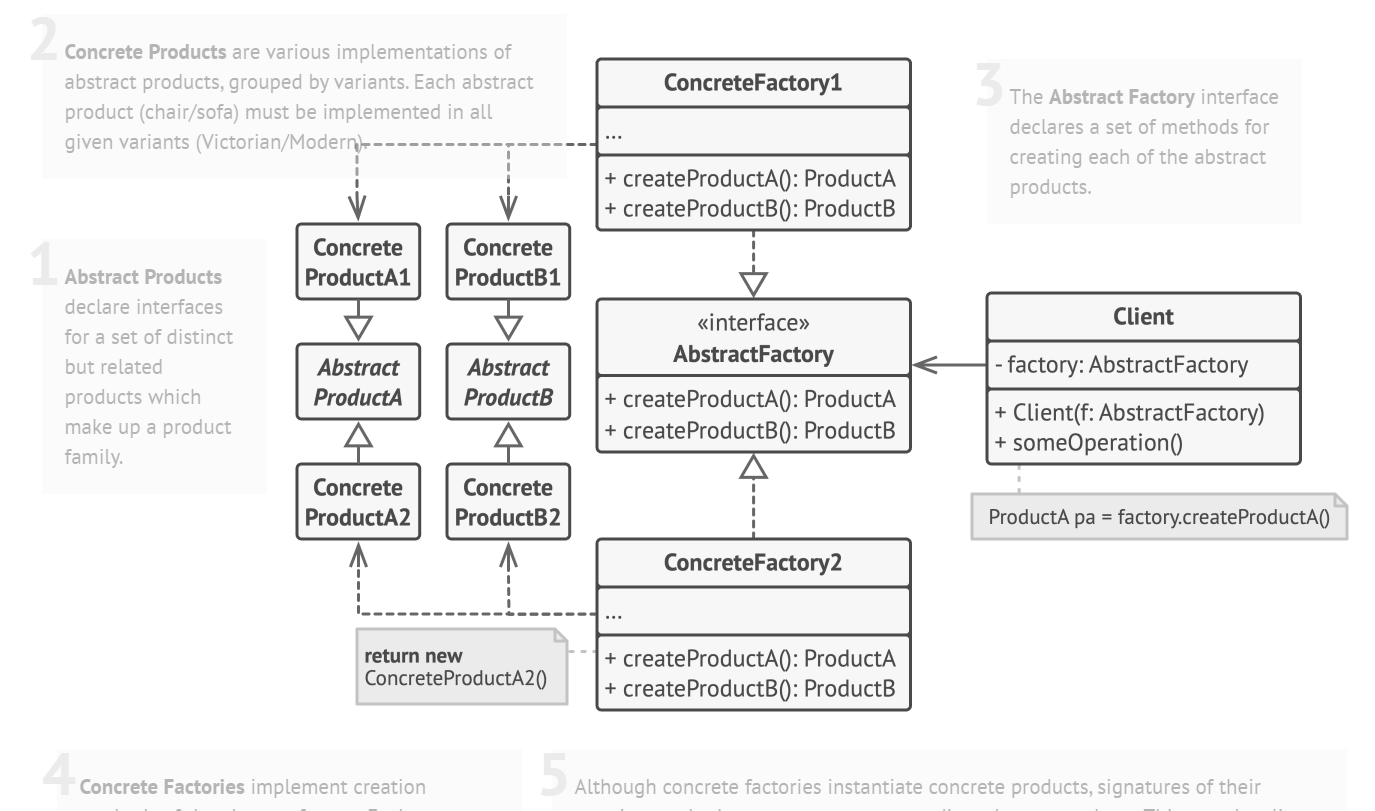 2
Concrete Products are various implementations of
abstract products, grouped by variants. Each abstract
product (chair/sofa) must be implemented in all
given variants (Victorian/Modern).
ConcreteFactory1
...
+ createProductA(): ProductA
+ createProductB(): ProductB
3
The Abstract Factory interface
declares a set of methods for
creating each of the abstract
products.
1
Abstract Products
declare interfaces
for a set of distinct
but related
products which
make up a product
family.
Concrete
ProductA1
Concrete
ProductB1
Abstract
ProductA
Abstract
ProductB
Concrete
ProductA2
Concrete
ProductB2
«interface»
AbstractFactory
+ createProductA(): ProductA
+ createProductB(): ProductB
Client
- factory: AbstractFactory
+ Client(f: AbstractFactory)
+ someOperation()
ProductA pa = factory.createProductA()
ConcreteFactory2
...
+ createProductA(): ProductA
+ createProductB(): ProductB
return new
ConcreteProductA2()
4
Concrete Factories implement creation
5
Although concrete factories instantiate concrete products, signatures of their